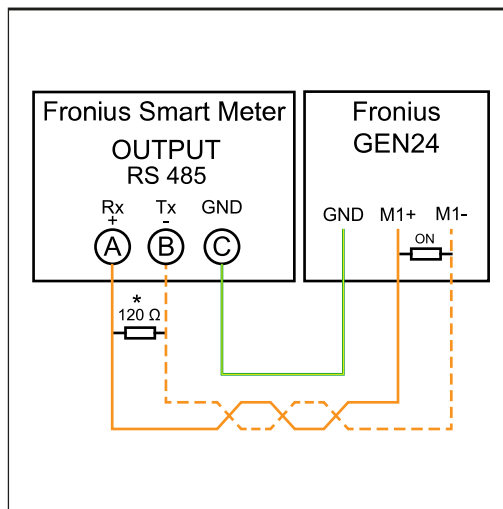 Fronius Smart Meter
OUTPUT
RS 485
Rx Tx GND
+ -
A B C
*
120 Ω
Fronius
GEN24
GND M1+ M1-
ON